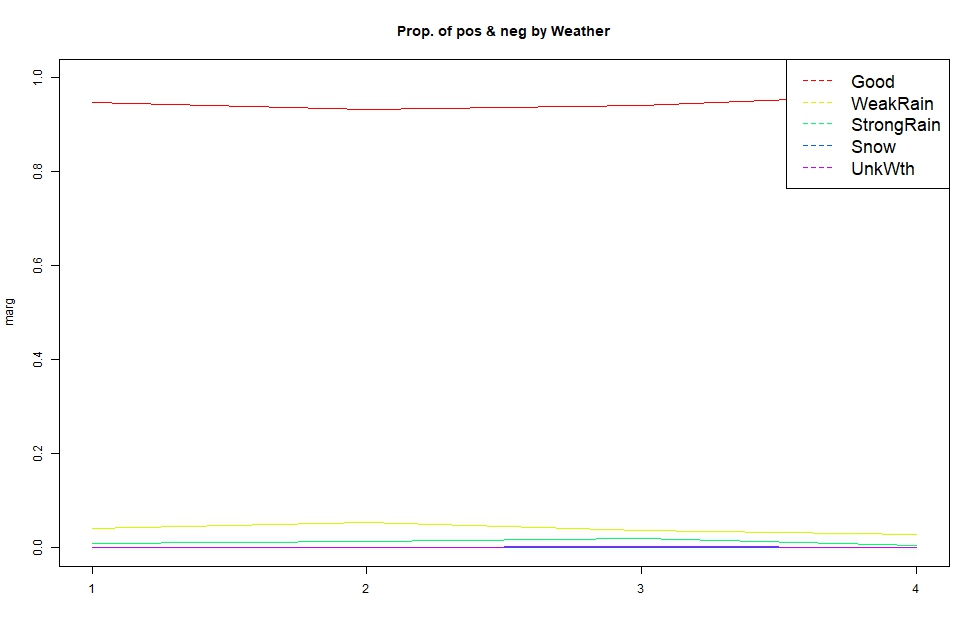 Prop. of pos & neg by Weather
Good
WeakRain
StrongRain
Snow
UnkWth
marg
1.0
0.8
0.6
0.4
0.2
0.0
1 2 3 4